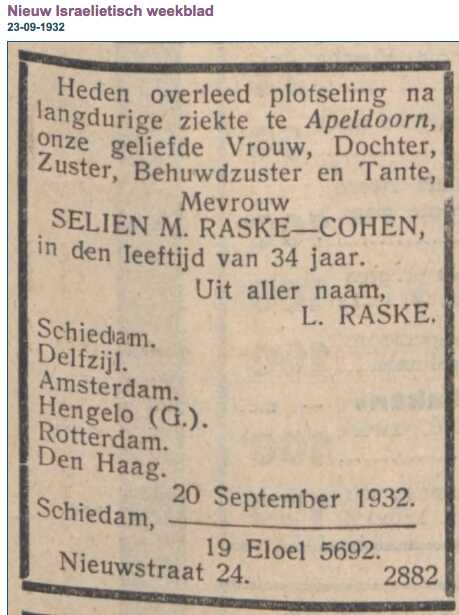 Nieuw Israelietisch weekblad
23-09-1932
Heden overleed plotseling na
langdurige ziekte te Apeldoorn,
onze geliefde Vrouw, Dochter,
Zuster, Behuwdzuster en Tante,
Mevrouw
SELIEN M. RASKE—COHEN,
in den leeftijd van 34 jaar.
Uit aller naam,
L. RASKE.
Schiedam.
Delfzijl.
Amsterdam.
Hengelo (G.).
Rotterdam.
Den Haag.
20 September 1932.
Schiedam,
19 Eloel 5692.
Nieuwstraat 24. 2882